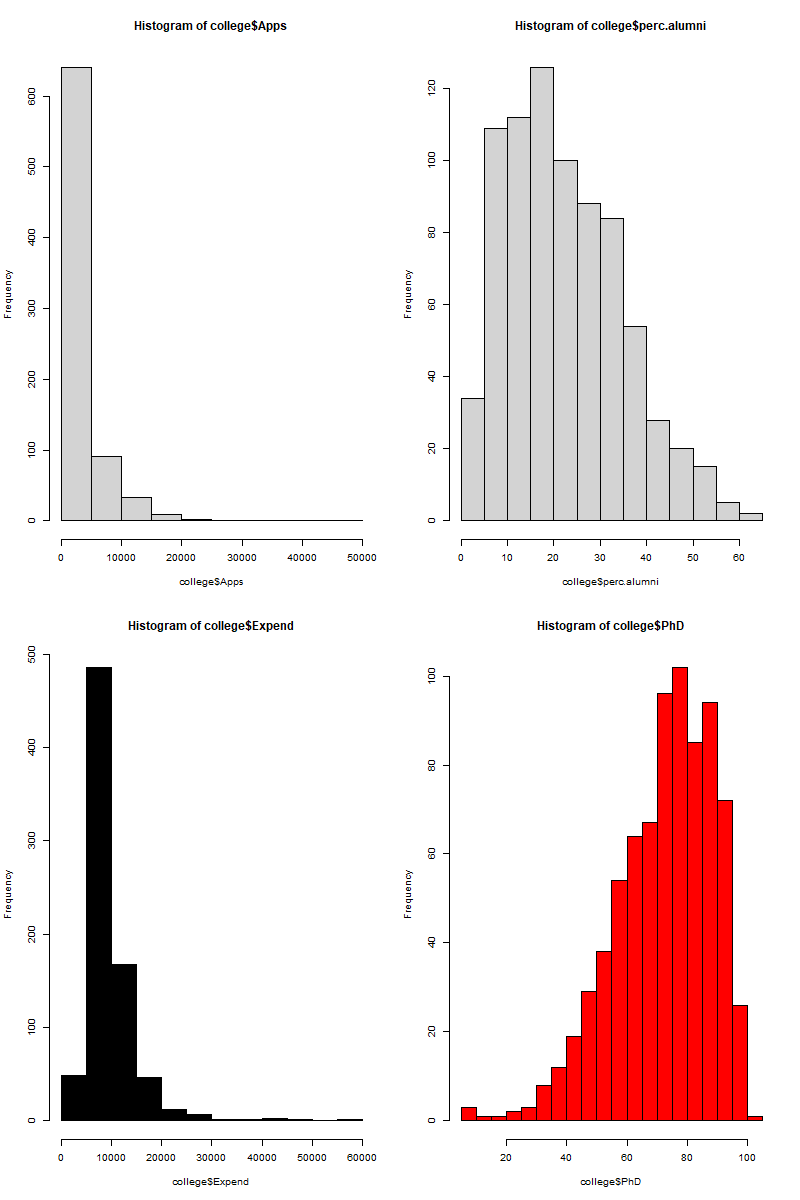 Histogram of college$Apps
Frequency
600
500
400
300
200
100
0
0 10000 20000 30000 40000 50000
college$Apps
Histogram of college$perc.alumni
Frequency
120
100
80
60
40
20
0
0 10 20 30 40 50 60
college$perc.alumni
Histogram of college$Expend
Frequency
500
400
300
200
100
0
0 10000 20000 30000 40000 50000 60000
college$Expend
Histogram of college$PhD
Frequency
100
80
60
40
20
0
20 40 60 80 100
college$PhD